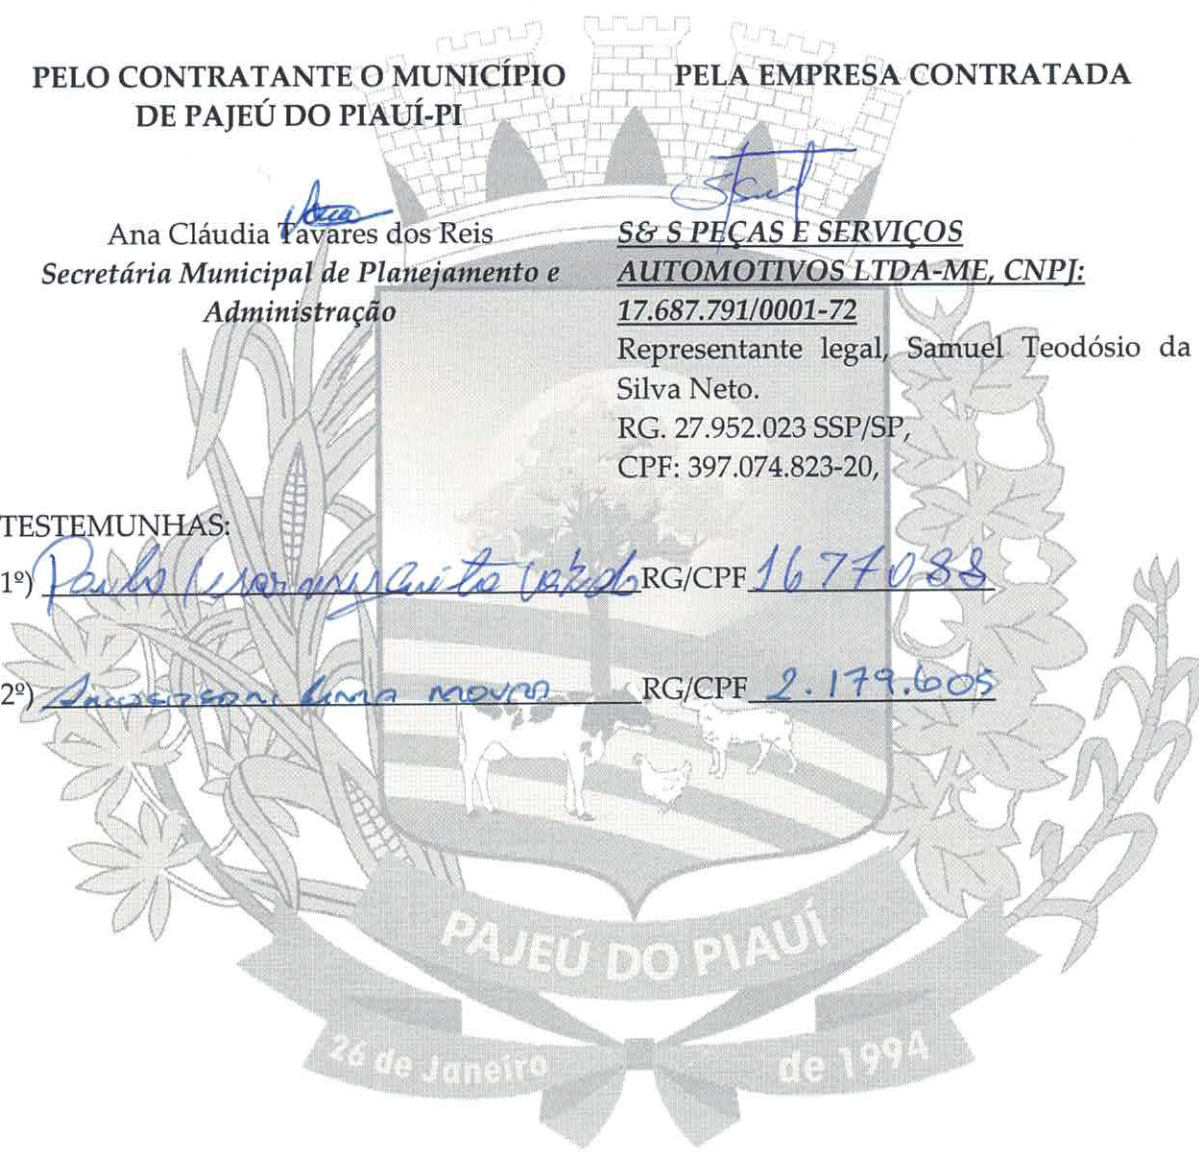 PELO CONTRATANTE O MUNICÍPIO
DE PAJEÚ DO PIAUÍ-PI
Ana Cláudia Tavares dos Reis
Secretária Municipal de Planejamento e
Administração
PELA EMPRESA CONTRATADA
S& S PEÇAS E SERVIÇOS
AUTOMOTIVOS LTDA-ME, CNPJ:
17.687.791/0001-72
Representante legal, Samuel Teodósio da
Silva Neto.
RG. 27.952.023 SSP/SP,
CPF: 397.074.823-20,
TESTEMUNHAS:
1º) Paulo RG/CPF 1677088
2º) Lima Moura RG/CPF 2.179.605
PAJEÚ DO PIAUÍ
26 de Janeiro de 1994